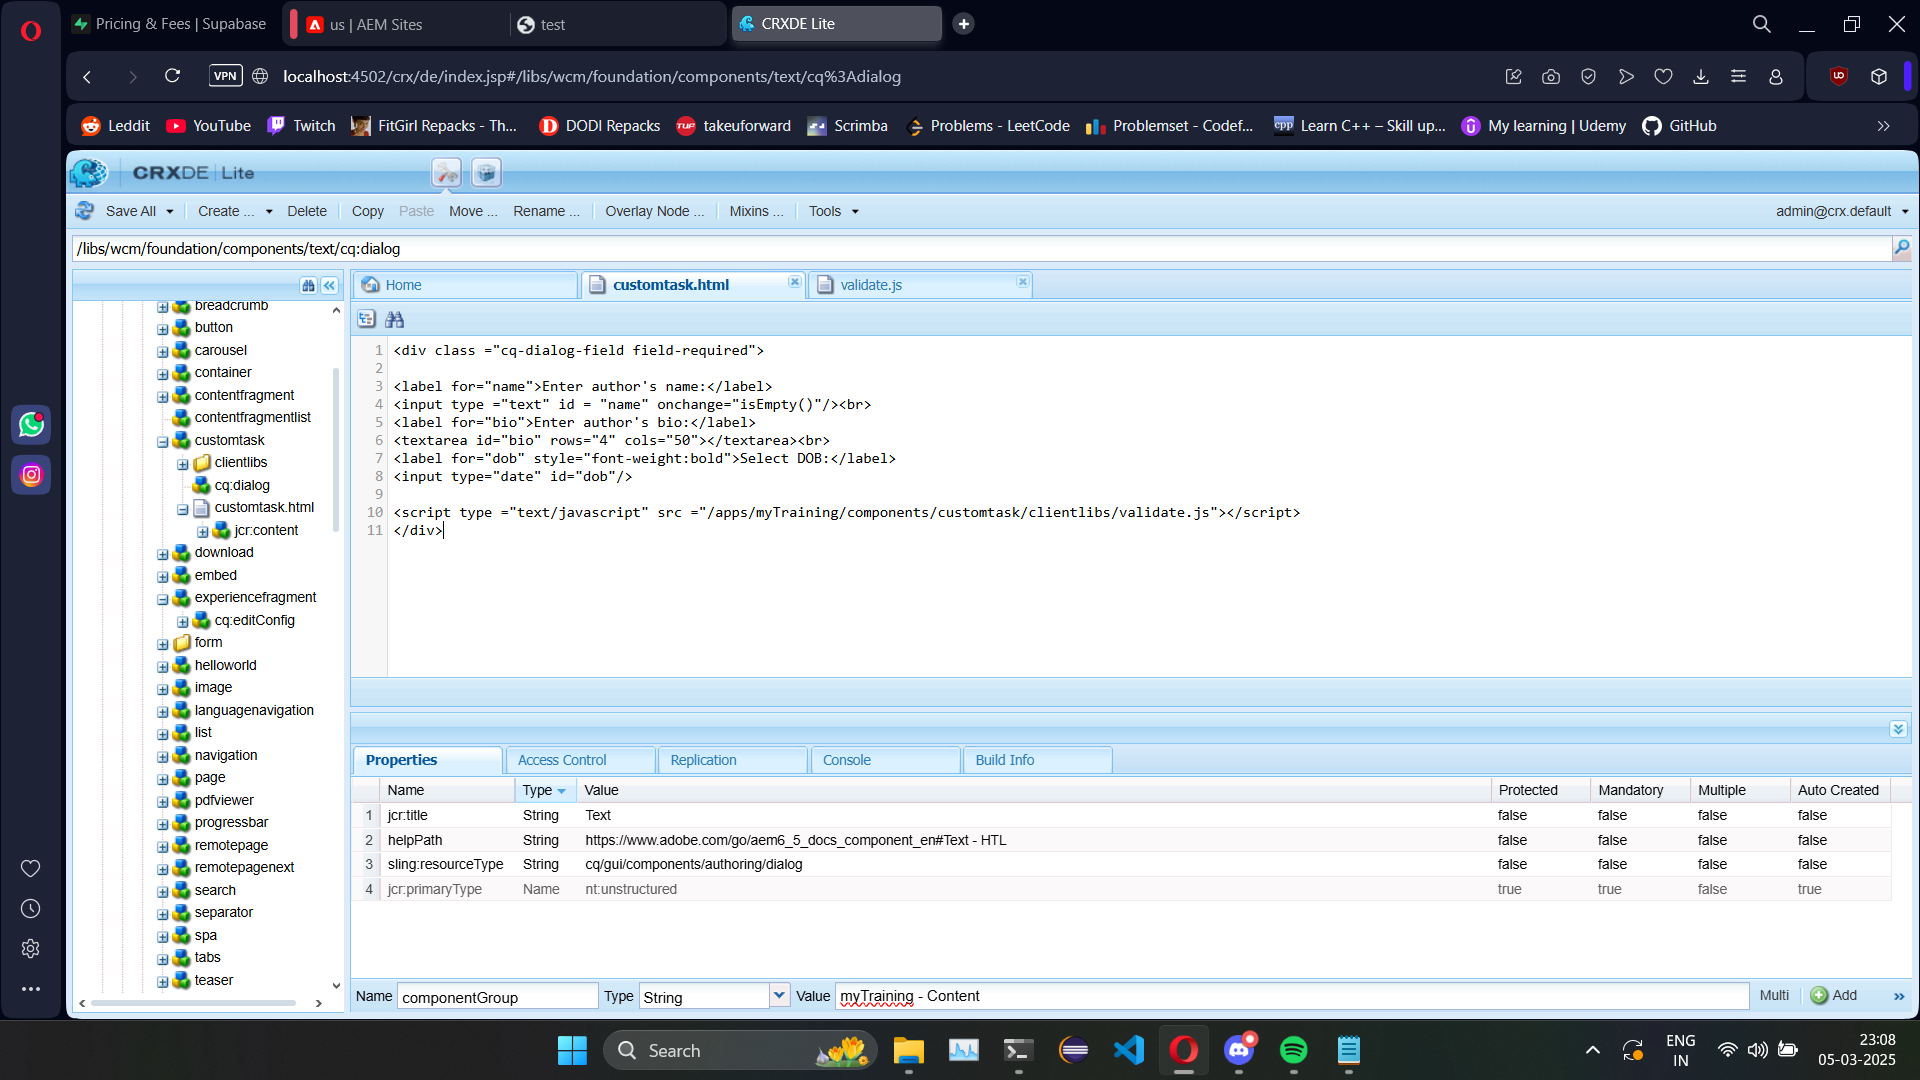 Pricing & Fees | Supabase
us | AEM Sites
test
CRXDE Lite
VPN
localhost:4502/crx/de/index.jsp#/libs/wcm/foundation/components/text/cq%3Adialog
Leddit
YouTube
Twitch
FitGirl Repacks - Th...
DODI Repacks
TUF
takeuforward
Scrimba
Problems - LeetCode
Problemset - Codef...
cpp
Learn C++ – Skill up...
My learning | Udemy
GitHub
CRXDE | Lite
Save All
Create ...
Delete
Copy
Paste
Move ...
Rename ...
Overlay Node ...
Mixins ...
Tools
admin@crx.default
/libs/wcm/foundation/components/text/cq:dialog
breadcrumb
button
carousel
container
contentfragment
contentfragmentlist
customtask
clientlibs
cq:dialog
customtask.html
jcr:content
download
embed
experiencefragment
cq:editConfig
form
helloworld
image
languagenavigation
list
navigation
page
pdfviewer
progressbar
remotepage
remotepagenext
search
separator
spa
tabs
teaser
Home
customtask.html
validate.js
1 <div class ="cq-dialog-field field-required">
2
3 <label for="name">Enter author's name:</label>
4 <input type ="text" id = "name" onchange="isEmpty()"/><br>
5 <label for="bio">Enter author's bio:</label>
6 <textarea id="bio" rows="4" cols="50"></textarea><br>
7 <label for="dob" style="font-weight:bold">Select DOB:</label>
8 <input type="date" id="dob"/>
9
10 <script type ="text/javascript" src ="/apps/myTraining/components/customtask/clientlibs/validate.js"></script>
11 </div>
Properties
Access Control
Replication
Console
Build Info
Name Type Value Protected Mandatory Multiple Auto Created
1 jcr:title String Text false false false false
2 helpPath String https://www.adobe.com/go/aem6_5_docs_component_en#Text - HTL false false false false
3 sling:resourceType String cq/gui/components/authoring/dialog false false false false
4 jcr:primaryType Name nt:unstructured true true false true
Name componentGroup Type String Value myTraining - Content Multi Add
Search
ENG
IN
23:08
05-03-2025